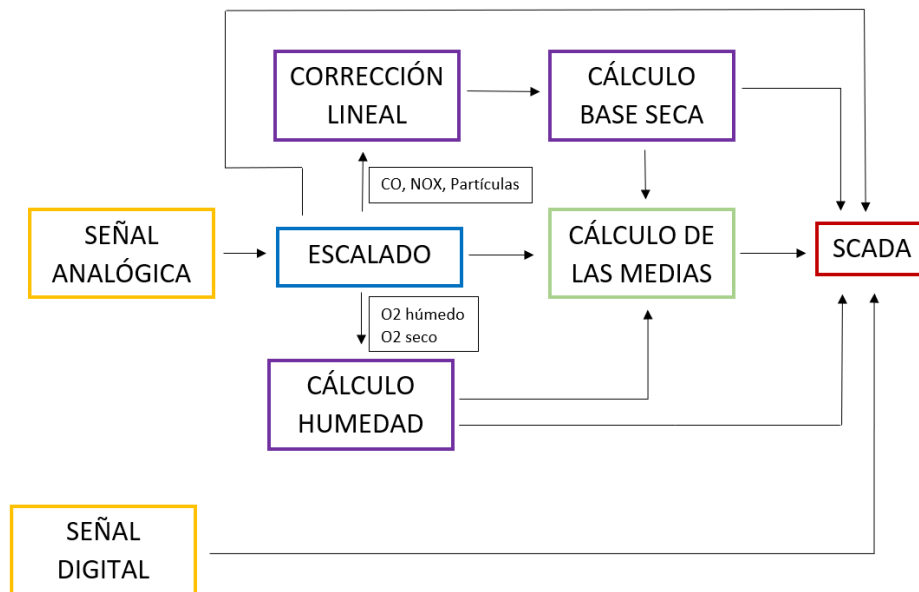 CORRECCIÓN
LINEAL
CÁLCULO
BASE SECA
CO, NOX, Partículas
SEÑAL
ANALÓGICA
ESCALADO
CÁLCULO DE
LAS MEDIAS
SCADA
O2 húmedo
O2 seco
CÁLCULO
HUMEDAD
SEÑAL
DIGITAL